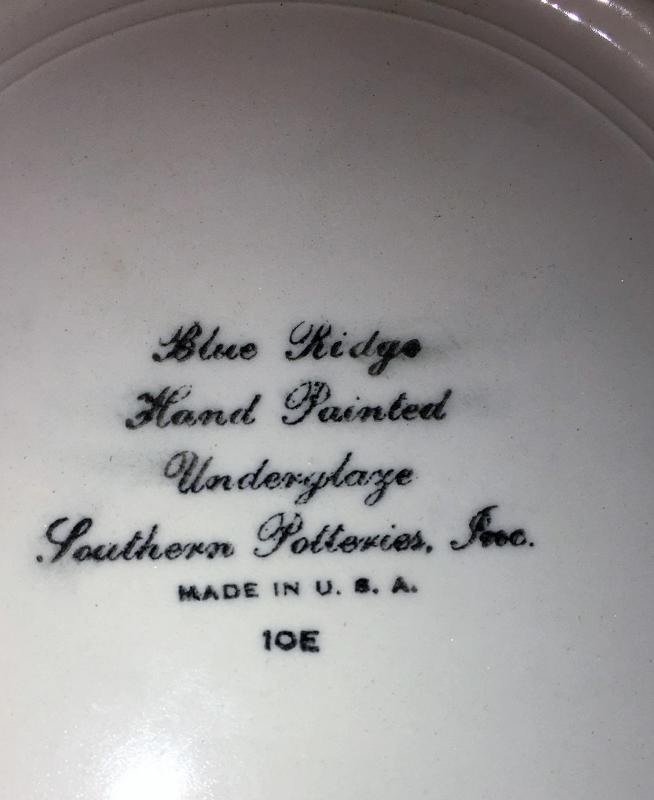 Blue Ridge
Hand Painted
Underglaze
Southern Potteries, Inc.
MADE IN U. S. A.
10E